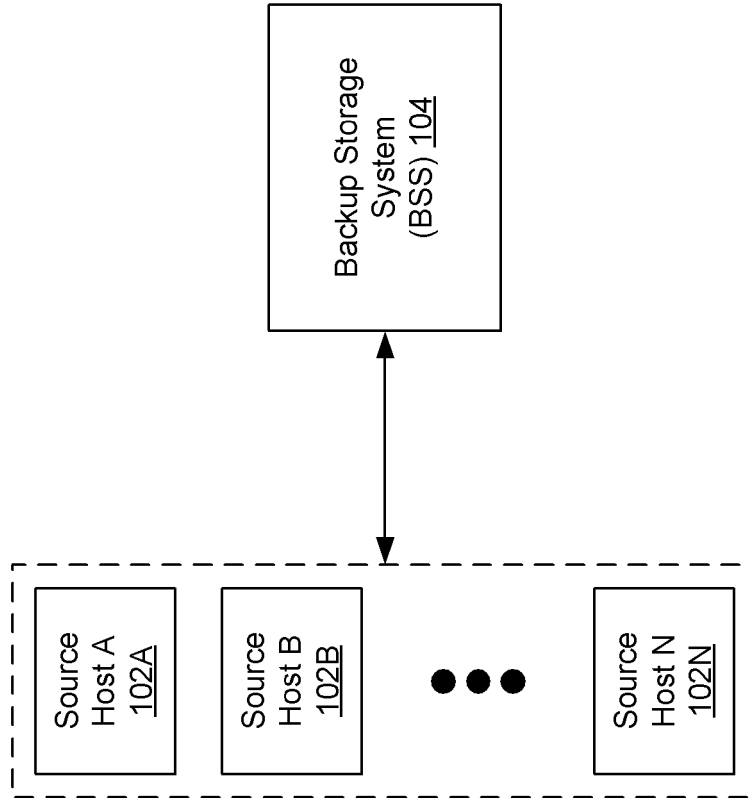 Backup Storage
System
(BSS) 104
Source
Host A
102A
Source
Host B
102B
Source
Host N
102N